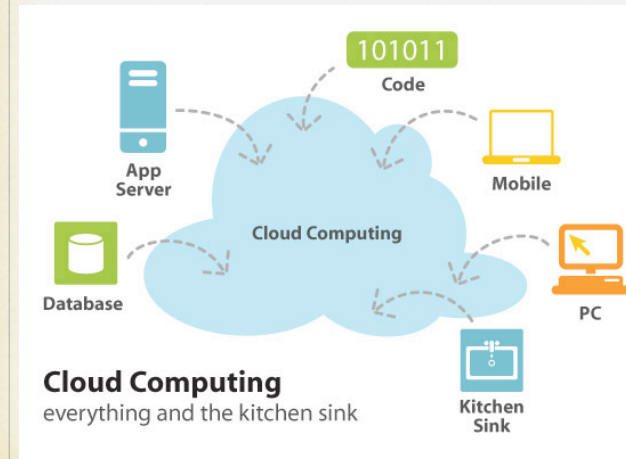 101011
Code
App
Server
Mobile
Cloud Computing
Database
PC
Kitchen
Sink
Cloud Computing
everything and the kitchen sink